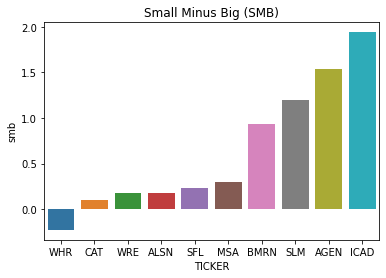 Small Minus Big (SMB)
2.0
1.5
1.0
0.5
0.0
smb
WHR CAT WRE ALSN SFL MSA BMRN SLM AGEN ICAD
TICKER